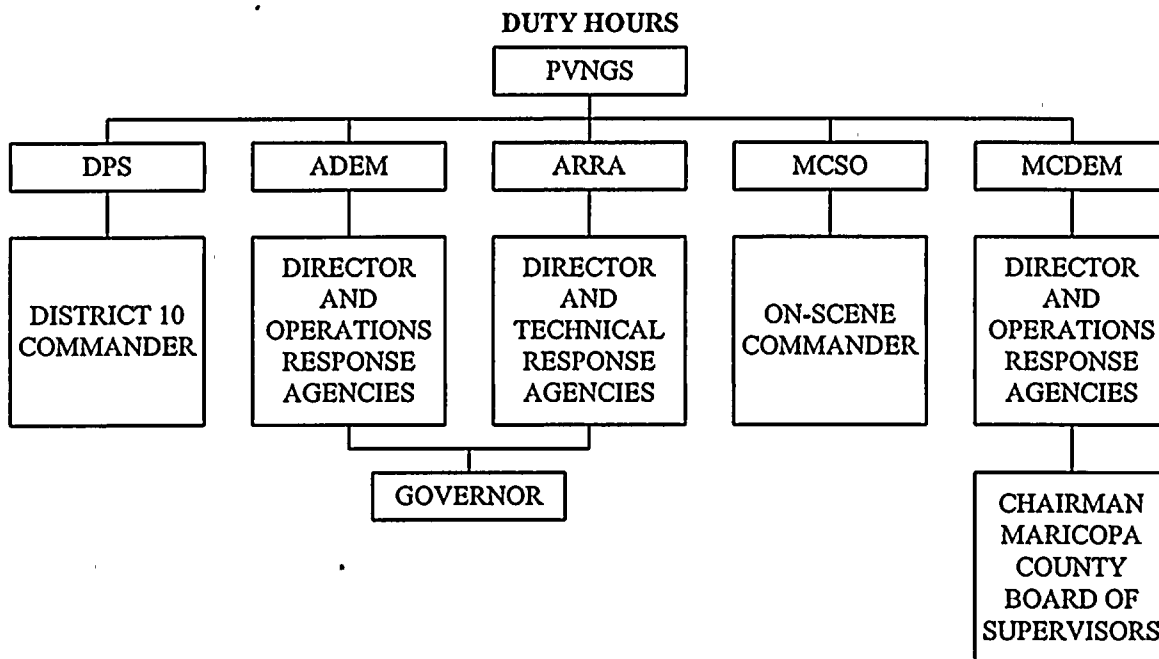 DUTY HOURS
PVNGS
DPS
ADEM
ARRA
MCSO
MCDEM
DISTRICT 10
COMMANDER
DIRECTOR
AND
OPERATIONS
RESPONSE
AGENCIES
DIRECTOR
AND
TECHNICAL
RESPONSE
AGENCIES
ON-SCENE
COMMANDER
DIRECTOR
AND
OPERATIONS
RESPONSE
AGENCIES
GOVERNOR
CHAIRMAN
MARICOPA
COUNTY
BOARD OF
SUPERVISORS